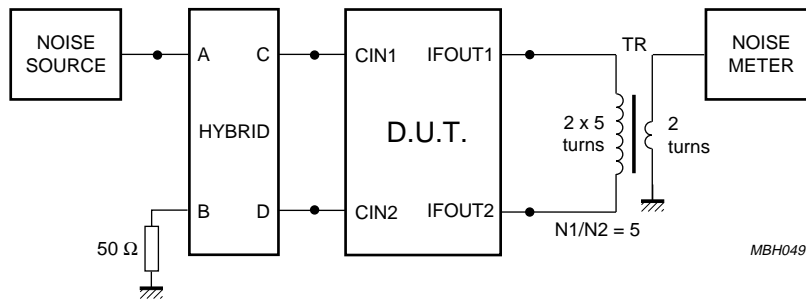 NOISE
SOURCE
A
C
HYBRID
B
D
50 Ω
CIN1
IFOUT1
D.U.T.
CIN2
IFOUT2
TR
2 x 5
turns
2
turns
N1/N2 = 5
NOISE
METER
MBH049